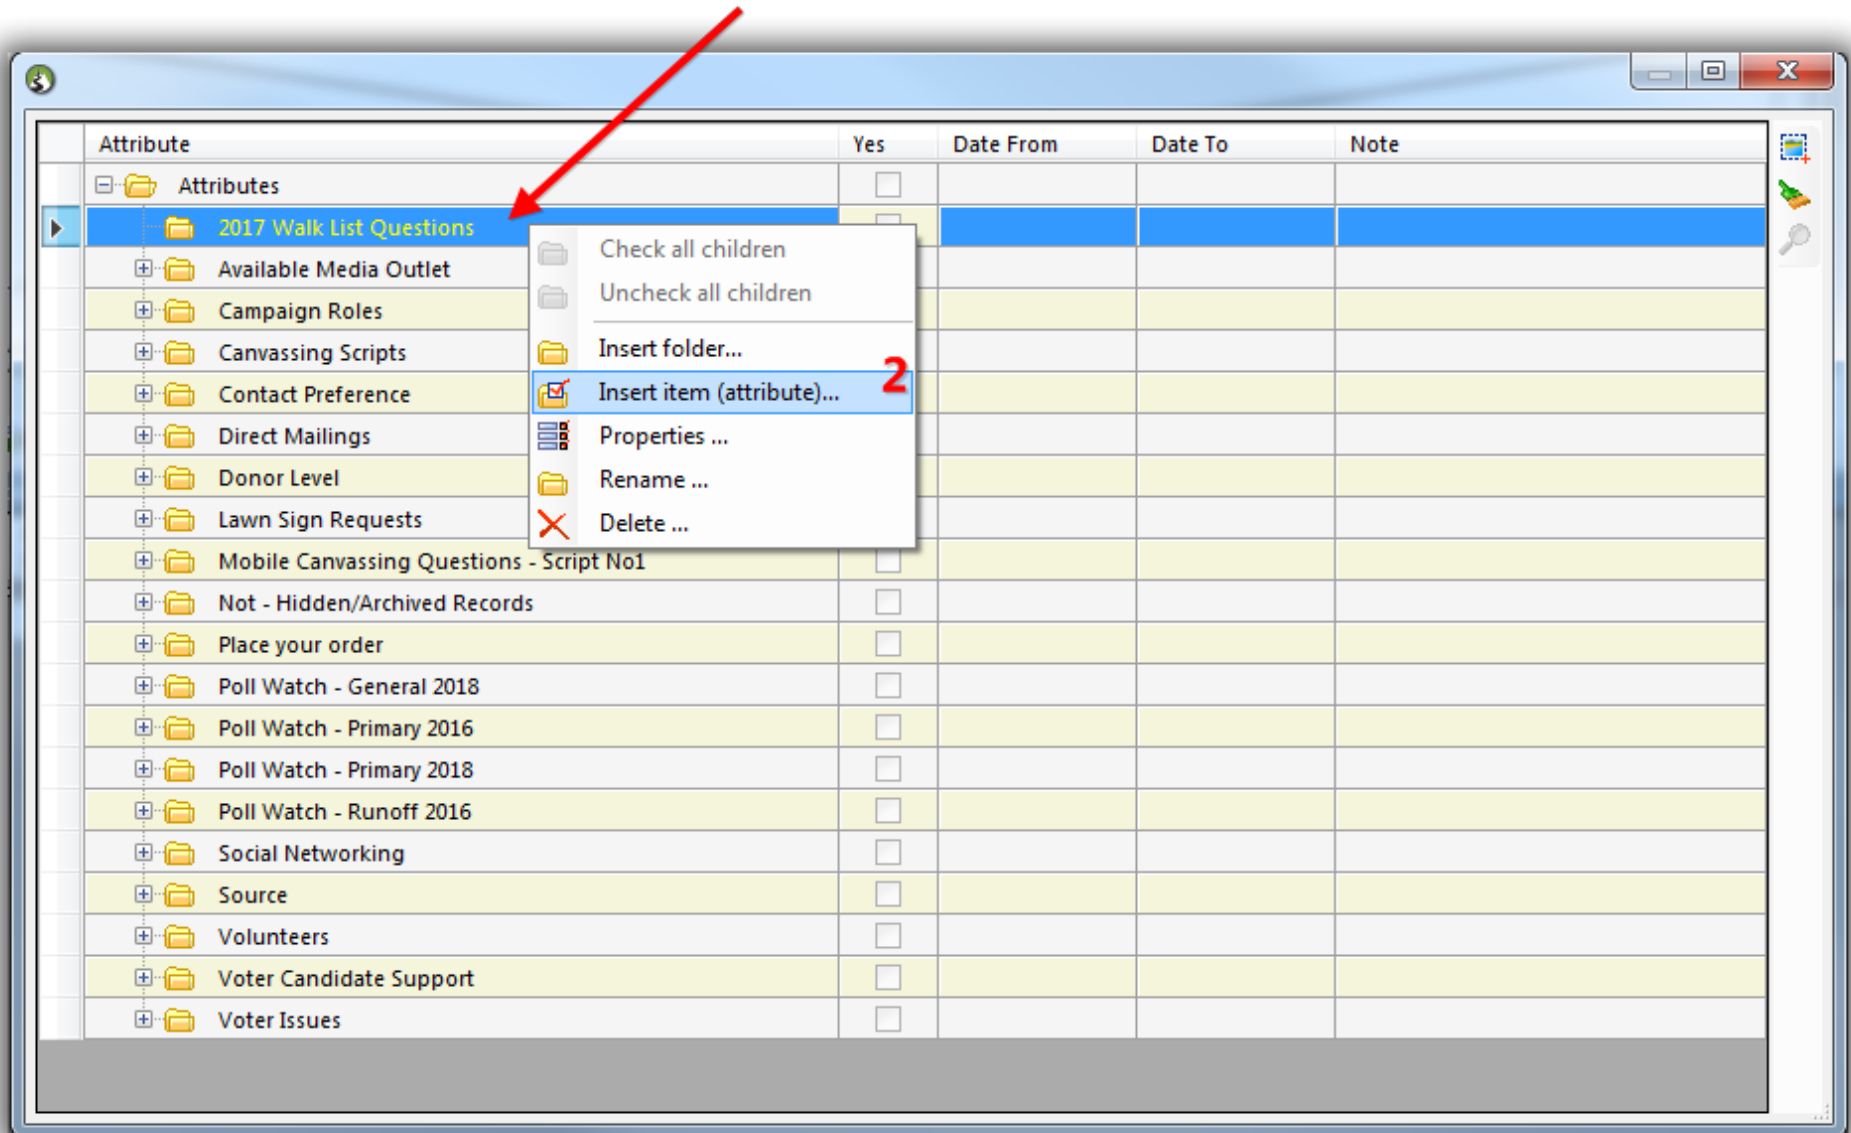 Attribute Yes Date From Date To Note
Attributes
2017 Walk List Questions
Available Media Outlet
Campaign Roles
Canvassing Scripts
Contact Preference
Direct Mailings
Donor Level
Lawn Sign Requests
Mobile Canvassing Questions - Script No1
Not - Hidden/Archived Records
Place your order
Poll Watch - General 2018
Poll Watch - Primary 2016
Poll Watch - Primary 2018
Poll Watch - Runoff 2016
Social Networking
Source
Volunteers
Voter Candidate Support
Voter Issues
Check all children
Uncheck all children
Insert folder...
Insert item (attribute)... 2
Properties ...
Rename ...
Delete ...